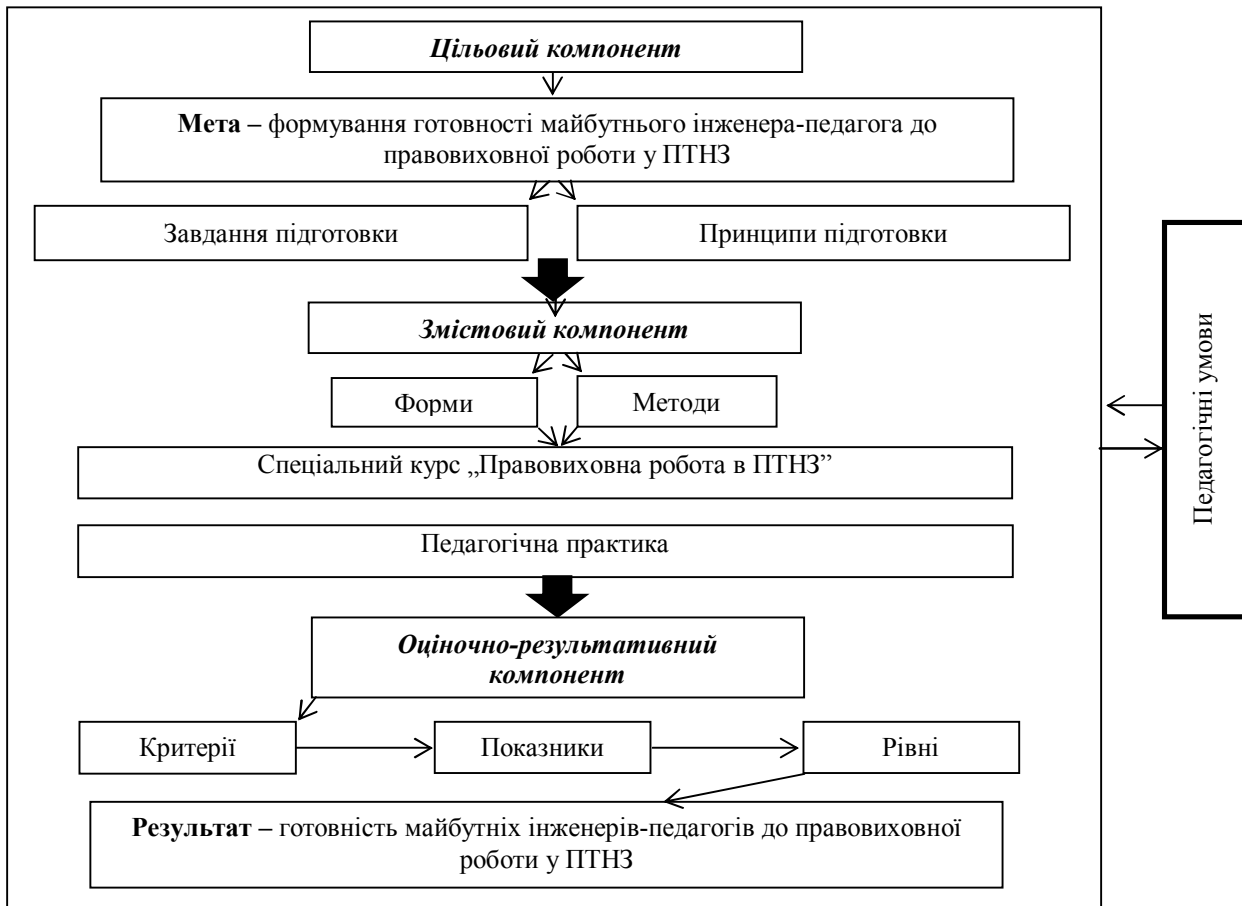 Цільовий компонент
Мета – формування готовності майбутнього інженера-педагога до
правовиховної роботи у ПТНЗ
Завдання підготовки
Принципи підготовки
Змістовий компонент
Форми
Методи
Спеціальний курс „Правовиховна робота в ПТНЗ”
Педагогічна практика
Оціночно-результативний
компонент
Критерії
Показники
Рівні
Результат – готовність майбутніх інженерів-педагогів до правовиховної
роботи у ПТНЗ
Педагогічні умови